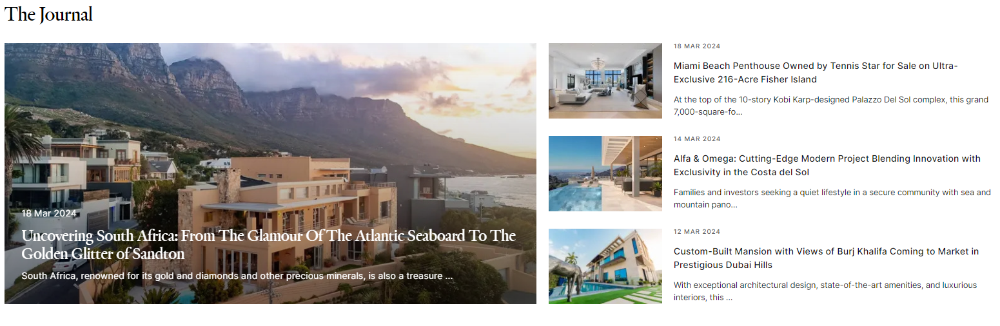 The Journal
18 Mar 2024
Uncovering South Africa: From The Glamour Of The Atlantic Seaboard To The
Golden Glitter of Sandton
South Africa, renowned for its gold and diamonds and other precious minerals, is also a treasure ...
18 MAR 2024
Miami Beach Penthouse Owned by Tennis Star for Sale on Ultra-
Exclusive 216-Acre Fisher Island
At the top of the 10-story Kobi Karp-designed Palazzo Del Sol complex, this grand
7,000-square-fo...
14 MAR 2024
Alfa & Omega: Cutting-Edge Modern Project Blending Innovation with
Exclusivity in the Costa del Sol
Families and investors seeking a quiet lifestyle in a secure community with sea and
mountain pano...
12 MAR 2024
Custom-Built Mansion with Views of Burj Khalifa Coming to Market in
Prestigious Dubai Hills
With exceptional architectural design, state-of-the-art amenities, and luxurious
interiors, this ...